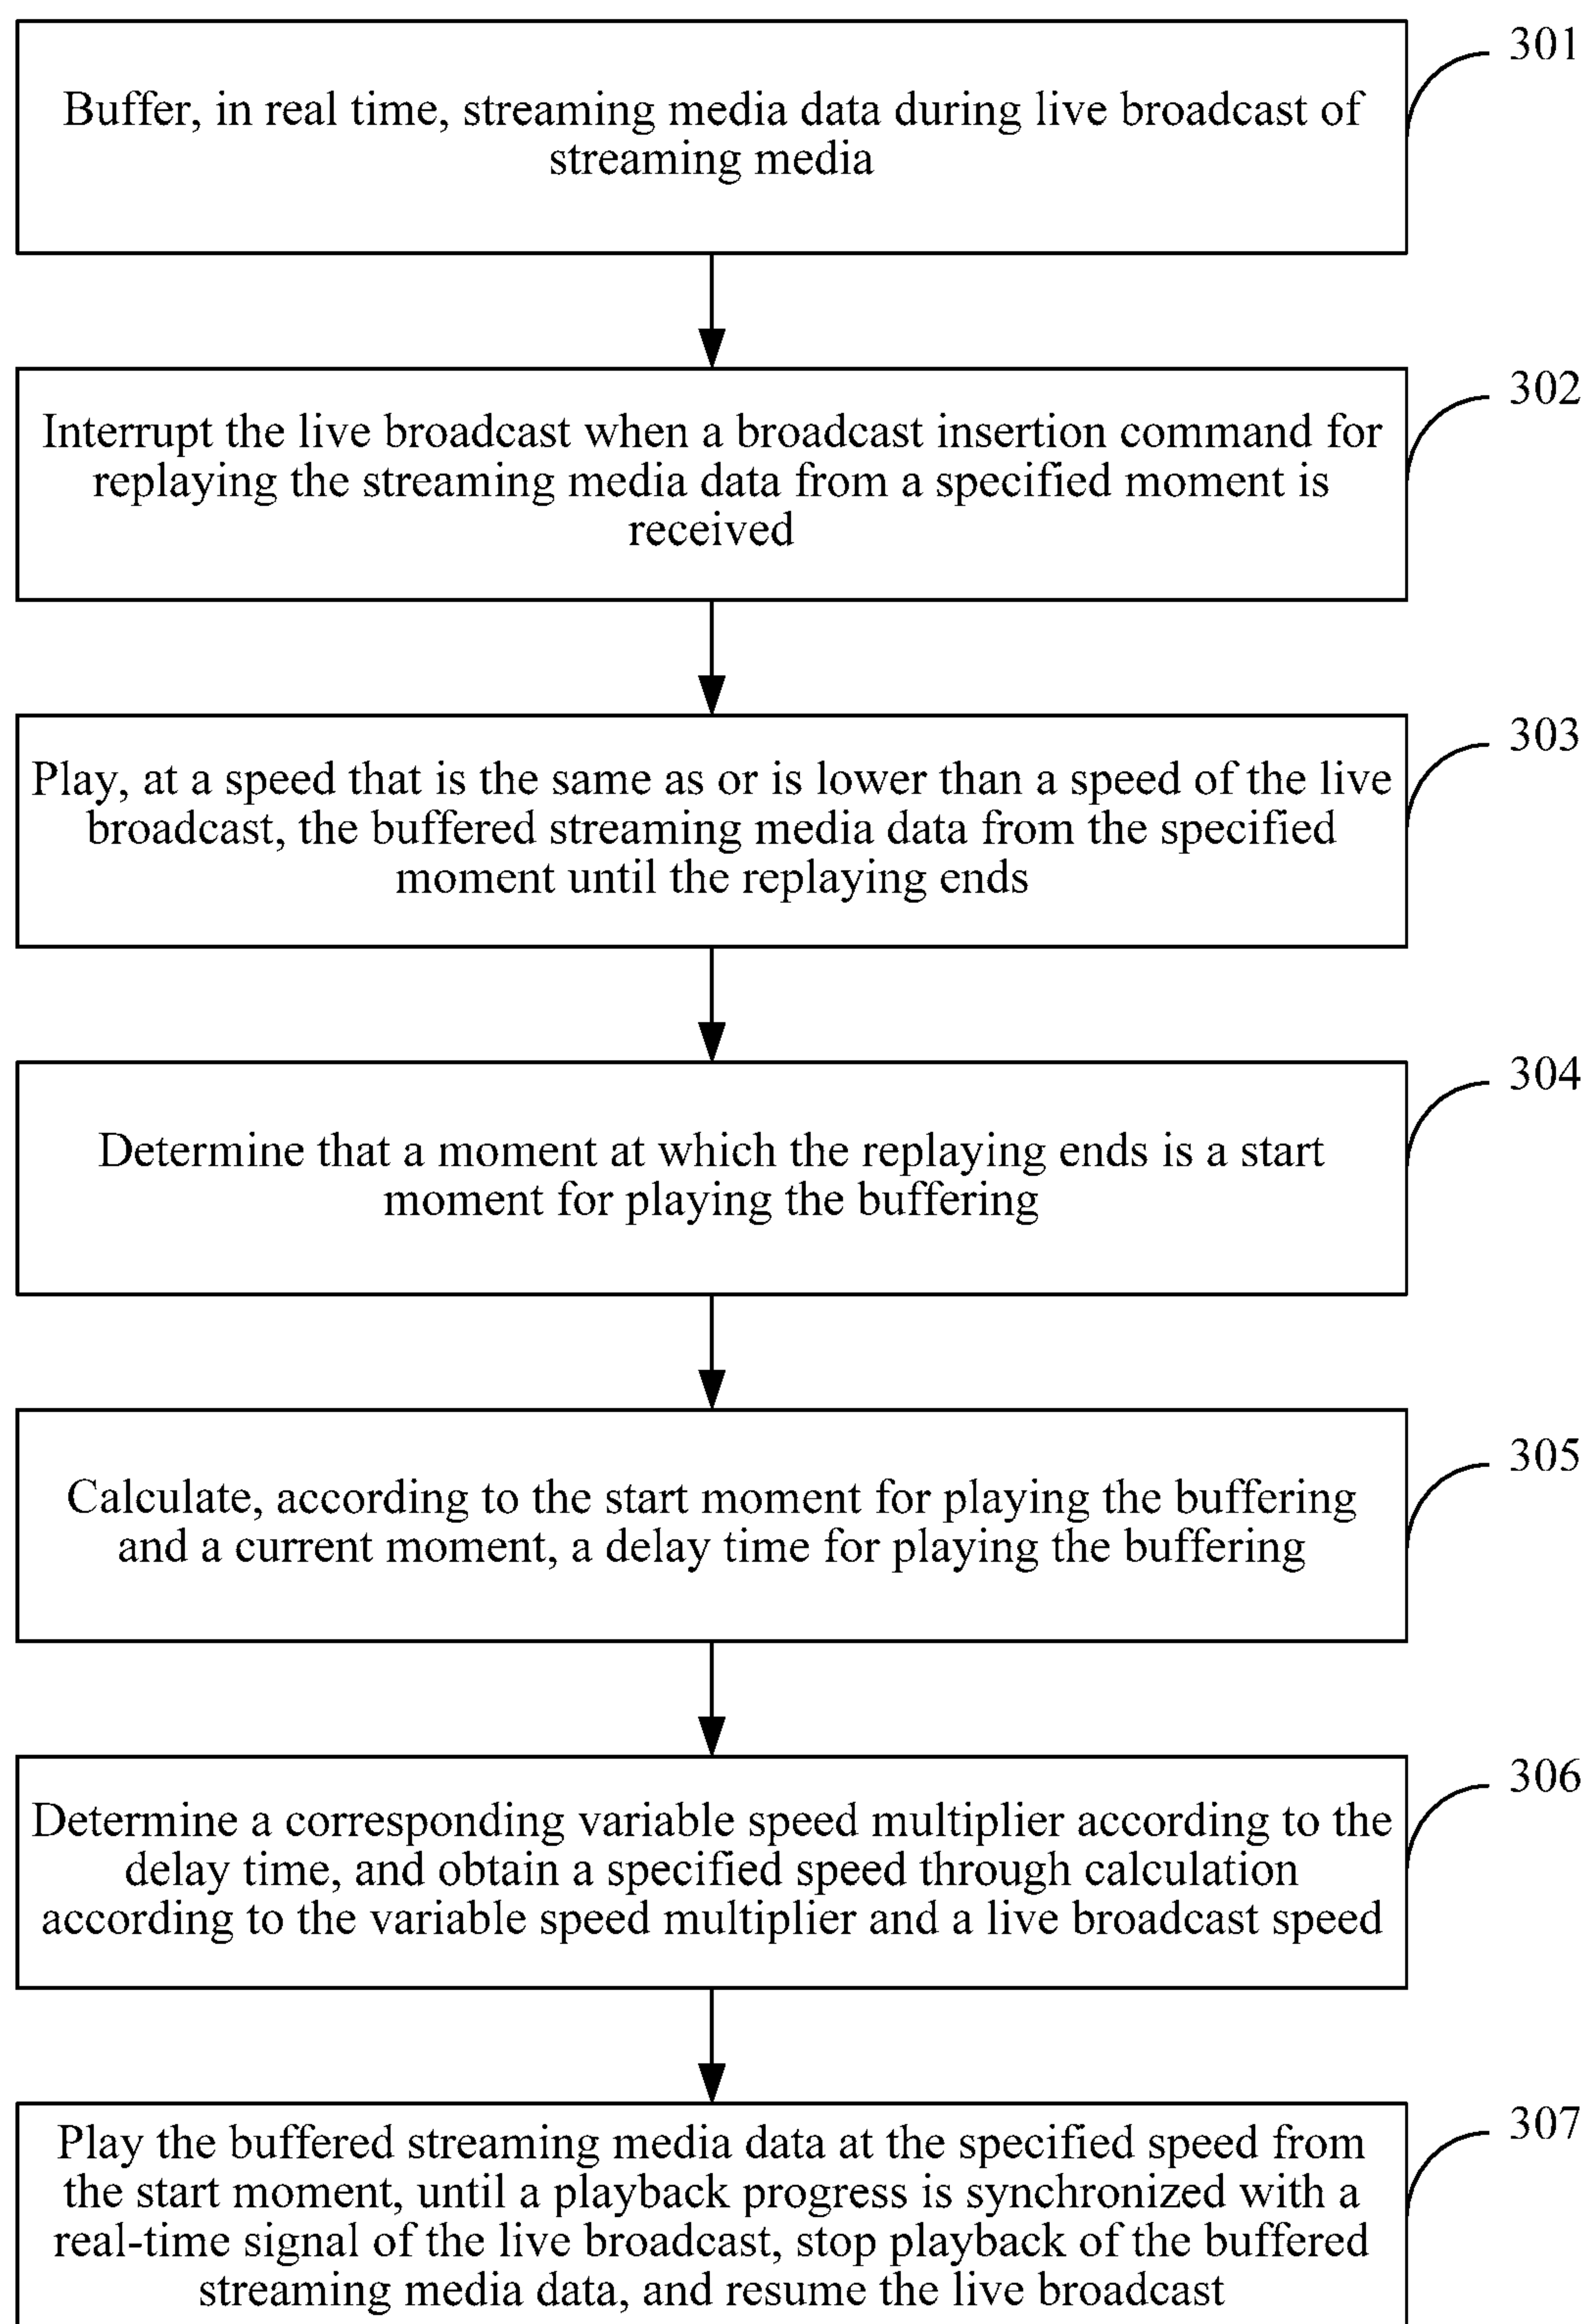 301
Buffer, in real time, streaming media data during live broadcast of
streaming media
302
Interrupt the live broadcast when a broadcast insertion command for
replaying the streaming media data from a specified moment is
received
303
Play, at a speed that is the same as or is lower than a speed of the live
broadcast, the buffered streaming media data from the specified
moment until the replaying ends
304
Determine that a moment at which the replaying ends is a start
moment for playing the buffering
305
Calculate, according to the start moment for playing the buffering
and a current moment, a delay time for playing the buffering
306
Determine a corresponding variable speed multiplier according to the
delay time, and obtain a specified speed through calculation
according to the variable speed multiplier and a live broadcast speed
307
Play the buffered streaming media data at the specified speed from
the start moment, until a playback progress is synchronized with a
real-time signal of the live broadcast, stop playback of the buffered
streaming media data, and resume the live broadcast